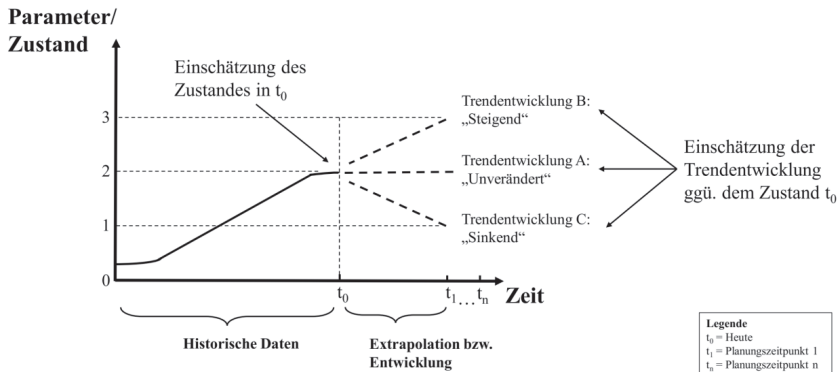 Parameter/
Zustand
Einschätzung des
Zustandes in t₀
3
2
1
0
Trendentwicklung B:
„Steigend“
Trendentwicklung A:
„Unverändert“
Trendentwicklung C:
„Sinkend“
Einschätzung der
Trendentwicklung
ggü. dem Zustand t₀
t₀
t₁…tₙ
Zeit
Historische Daten
Extrapolation bzw.
Entwicklung
Legende
t₀ = Heute
t₁ = Planungszeitpunkt 1
tₙ = Planungszeitpunkt n